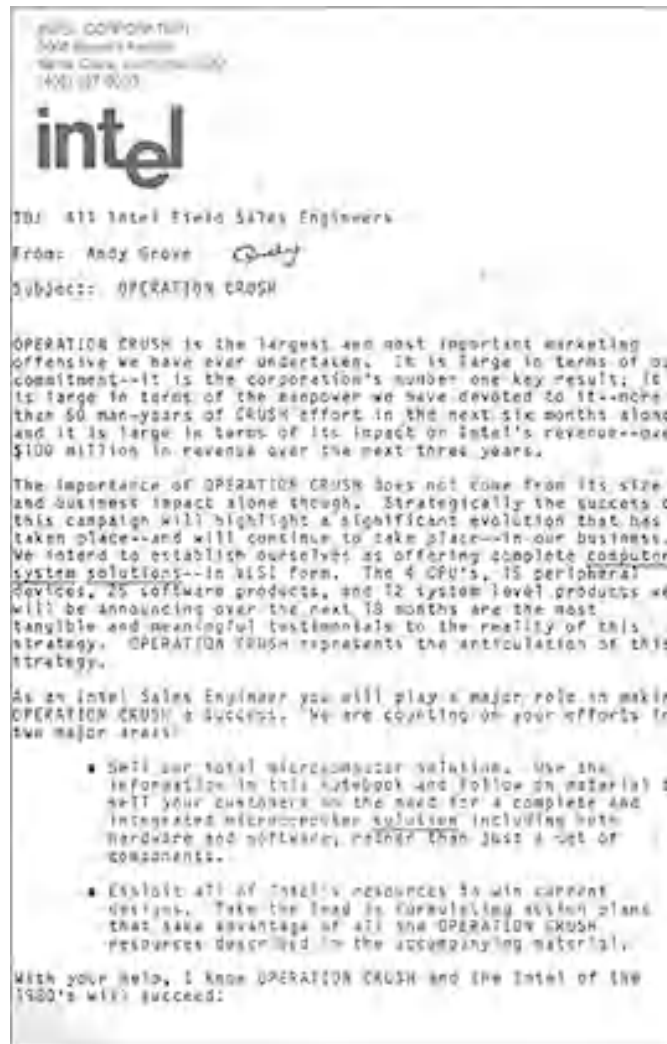 INTEL CORPORATION
intel
TO: All Intel Field Sales Engineers
From: Andy Grove Andy
Subject: OPERATION CRUSH
OPERATION CRUSH is the largest and most important marketing
offensive we have ever undertaken. It is large in terms of
commitment--it is the corporation's number one key result; it
is large in terms of the manpower we have devoted to it--more
than 50 man-years of CRUSH effort in the next six months alone
and it is large in terms of its impact on Intel's revenue--over
$100 million in revenue over the next three years.
The importance of OPERATION CRUSH does not come from its size
and business impact alone though. Strategically the success
this campaign will highlight a significant evolution that has
taken place--and will continue to take place--in our business.
We intend to establish ourselves as offering complete computer
system solutions--in VLSI form. The 4 CPU's, 15 peripheral
devices, 25 software products, and 12 system level products we
will be announcing over the next 18 months are the most
tangible and meaningful testimonials to the reality of this
strategy. OPERATION CRUSH represents the articulation of this
strategy.
As an Intel Sales Engineer you will play a major role in makin
OPERATION CRUSH a success. We are counting on your efforts in
two major areas:
• Sell our total microcomputer solution. Use the
information in this notebook and follow on material
sell your customers on the need for a complete and
integrated microcomputer solution including both
hardware and software, rather than just a set of
components.
• Exploit all of Intel's resources to win current
designs. Take the lead in formulating action plans
that take advantage of all the OPERATION CRUSH
resources described in the accompanying material.
With your help, I know OPERATION CRUSH and the Intel of the
1980's will succeed: